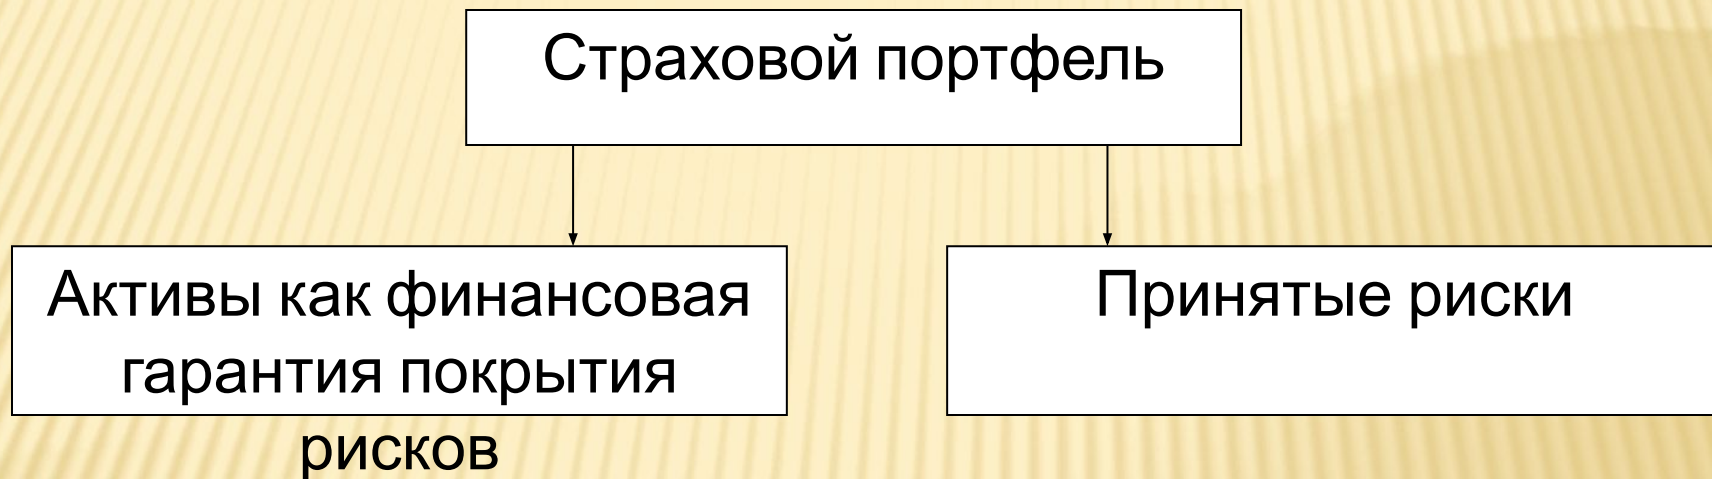 Страховой портфель
Активы как финансовая
гарантия покрытия
рисков
Принятые риски